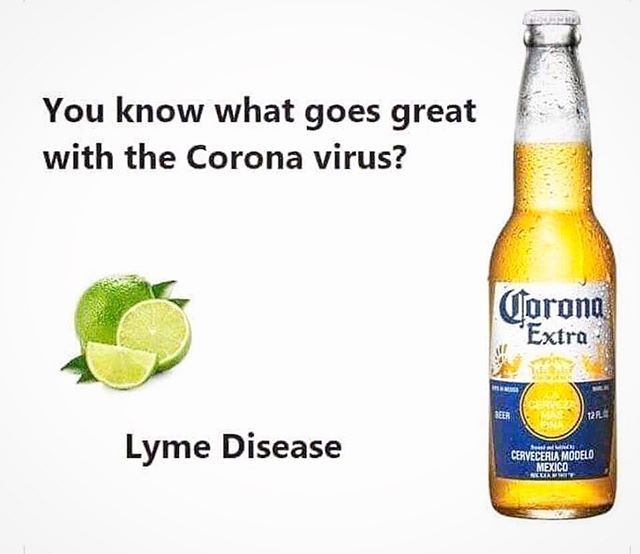 You know what goes great
with the Corona virus?
Lyme Disease
Corona
Extra
LA
CERVEZA
MAS
FINA
BEER
12 FL.
CERVECERIA MODELO
MEXICO